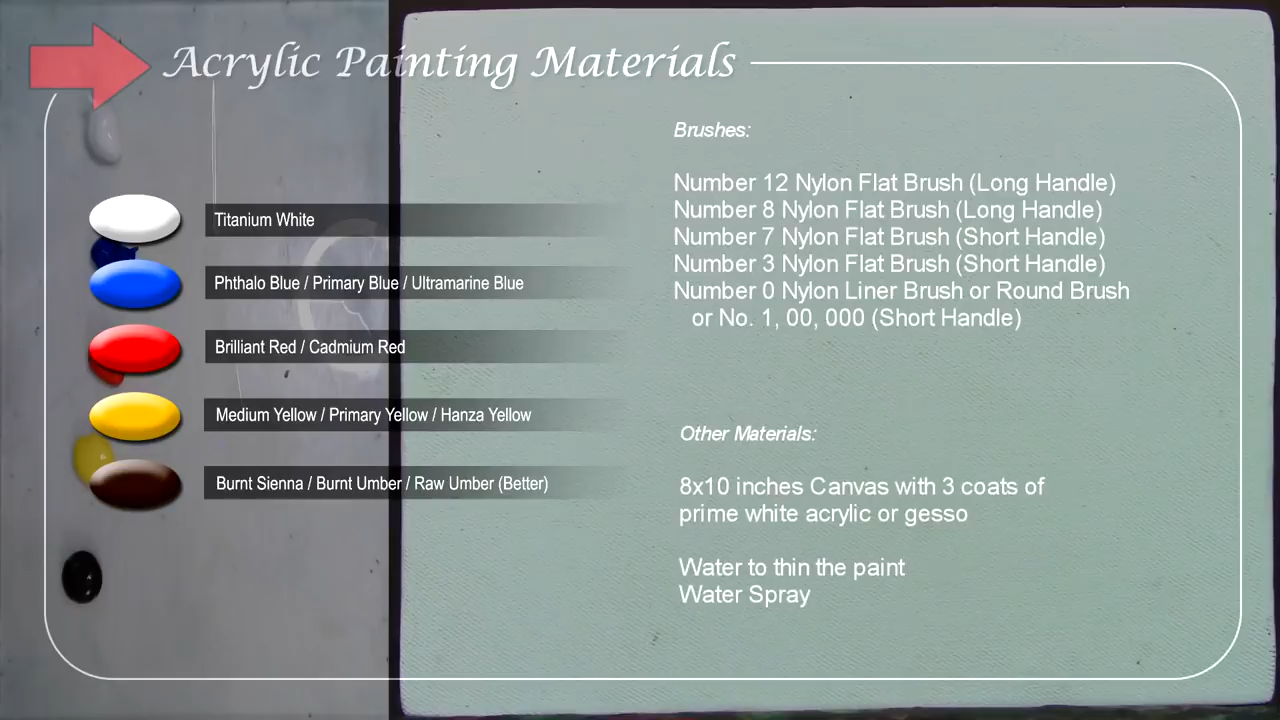 Acrylic Painting Materials
Titanium White
Phthalo Blue / Primary Blue / Ultramarine Blue
Brilliant Red / Cadmium Red
Medium Yellow / Primary Yellow / Hanza Yellow
Burnt Sienna / Burnt Umber / Raw Umber (Better)
Brushes:
Number 12 Nylon Flat Brush (Long Handle)
Number 8 Nylon Flat Brush (Long Handle)
Number 7 Nylon Flat Brush (Short Handle)
Number 3 Nylon Flat Brush (Short Handle)
Number 0 Nylon Liner Brush or Round Brush
or No. 1, 00, 000 (Short Handle)
Other Materials:
8x10 inches Canvas with 3 coats of
prime white acrylic or gesso
Water to thin the paint
Water Spray